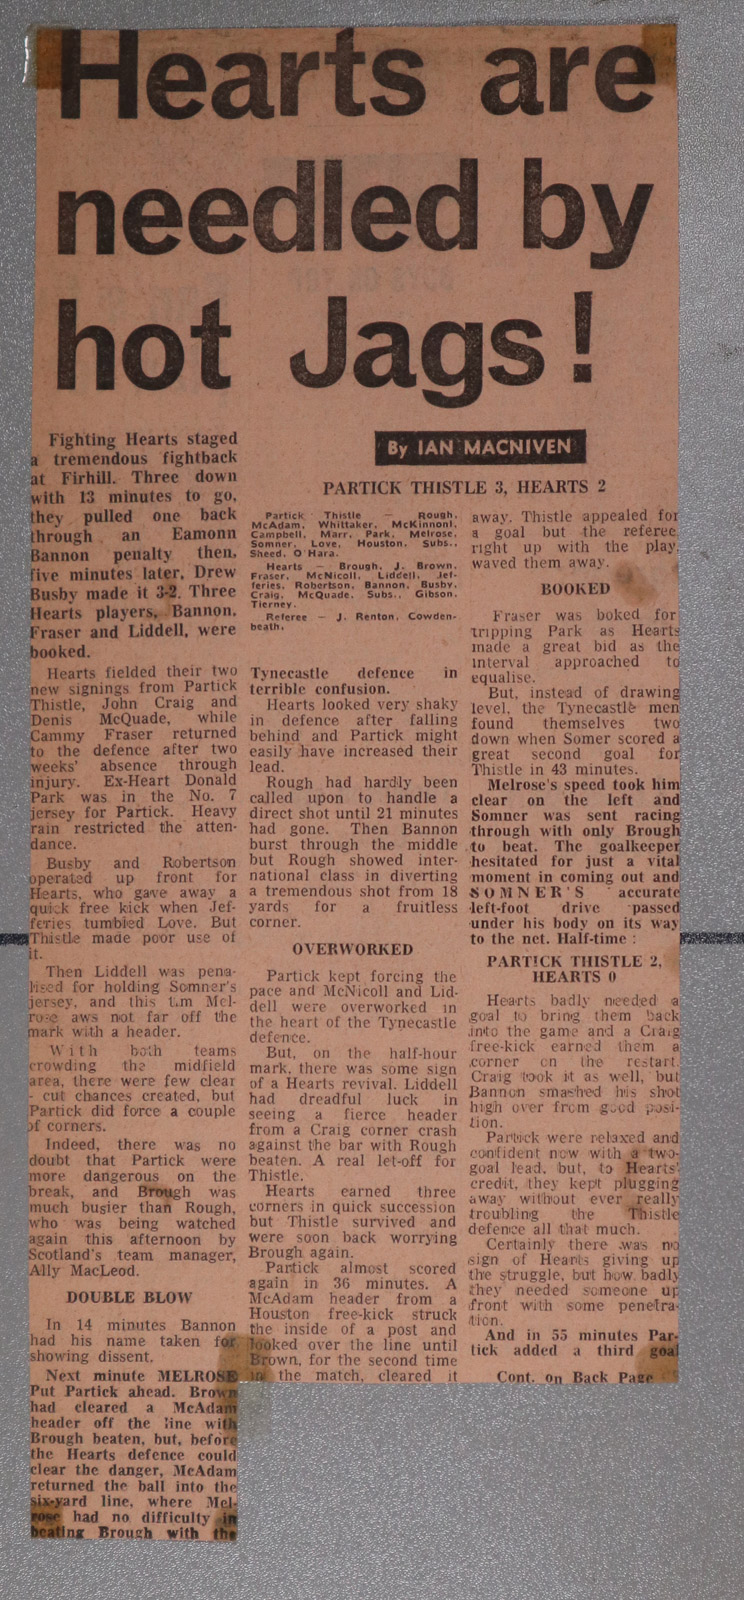 Hearts are
needled by
hot Jags!
Fighting Hearts staged
a tremendous fightback
at Firhill. Three down
with 13 minutes to go,
they pulled one back
through an Eamonn
Bannon penalty then,
five minutes later, Drew
Busby made it 3-2. Three
Hearts players, Bannon,
Fraser and Liddell, were
booked.
Hearts fielded their two
new signings from Partick
Thistle, John Craig and
Denis McQuade, while
Cammy Fraser returned
to the defence after two
weeks' absence through
injury. Ex-Heart Donald
Park was in the No. 7
jersey for Partick. Heavy
rain restricted the atten-
dance.
Busby and Robertson
operated up front for
Hearts, who gave away a
quick free kick when Jef-
feries tumbled Love. But
Thistle made poor use of
it.
Then Liddell was pena-
lised for holding Somner's
jersey, and this t.m Mel-
rose aws not far off the
mark with a header.
With both teams
crowding the midfield
area, there were few clear
- cut chances created, but
Partick did force a couple
of corners.
Indeed, there was no
doubt that Partick were
more dangerous on the
break, and Brough was
much busier than Rough,
who was being watched
again this afternoon by
Scotland's team manager,
Ally MacLeod.
DOUBLE BLOW
In 14 minutes Bannon
had his name taken for
showing dissent.
Next minute MELROSE
Put Partick ahead. Brown
had cleared a McAdam
header off the line with
Brough beaten, but, before
the Hearts defence could
clear the danger, McAdam
returned the ball into the
six-yard line, where Mel-
rose had no difficulty in
beating Brough with the
By IAN MACNIVEN
PARTICK THISTLE 3, HEARTS 2
Partick Thistle — Rough,
McAdam, Whittaker, McKinnonl,
Campbell, Marr, Park, Melrose,
Somner, Love, Houston. Subs.,
Sheed, O'Hara.
Hearts — Brough, J. Brown,
Fraser, McNicoll, Liddell, Jef-
feries, Robertson, Bannon, Busby,
Craig, McQuade. Subs., Gibson,
Tierney.
Referee — J. Renton, Cowden-
beath.
Tynecastle defence in
terrible confusion.
Hearts looked very shaky
in defence after falling
behind and Partick might
easily have increased their
lead.
Rough had hardly been
called upon to handle a
direct shot until 21 minutes
had gone. Then Bannon
burst through the middle
but Rough showed inter-
national class in diverting
a tremendous shot from 18
yards for a fruitless
corner.
OVERWORKED
Partick kept forcing the
pace and McNicoll and Lid-
dell were overworked in
the heart of the Tynecastle
defence.
But, on the half-hour
mark, there was some sign
of a Hearts revival. Liddell
had dreadful luck in
seeing a fierce header
from a Craig corner crash
against the bar with Rough
beaten. A real let-off for
Thistle.
Hearts earned three
corners in quick succession
but Thistle survived and
were soon back worrying
Brough again.
Partick almost scored
again in 36 minutes. A
McAdam header from a
Houston free-kick struck
the inside of a post and
looked over the line until
Brown, for the second time
in the match, cleared it
away. Thistle appealed for
a goal but the referee,
right up with the play,
waved them away.
BOOKED
Fraser was boked for
tripping Park as Hearts
made a great bid as the
interval approached to
equalise.
But, instead of drawing
level, the Tynecastle men
found themselves two
down when Somer scored a
great second goal for
Thistle in 43 minutes.
Melrose's speed took him
clear on the left and
Somner was sent racing
through with only Brough
to beat. The goalkeeper
hesitated for just a vital
moment in coming out and
SOMNER'S accurate
left-foot drive passed
under his body on its way
to the net. Half-time :
PARTICK THISTLE 2,
HEARTS 0
Hearts badly needed a
goal to bring them back
into the game and a Craig
free-kick earned them a
corner on the restart.
Craig took it as well, but
Bannon smashed his shot
high over from good posi-
tion.
Partick were relaxed and
confident now with a two-
goal lead, but, to Hearts'
credit, they kept plugging
away without ever really
troubling the Thistle
defence all that much.
Certainly there was no
sign of Hearts giving up
the struggle, but how badly
they needed someone up
front with some penetra-
tion.
And in 55 minutes Par-
tick added a third goal
Cont. on Back Page